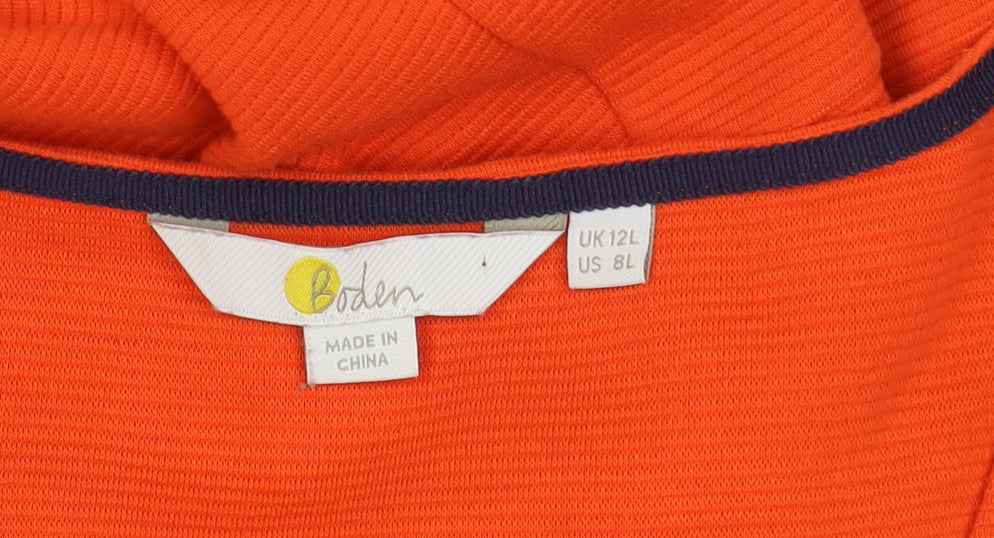 Boden
UK 12L
US 8L
MADE IN
CHINA